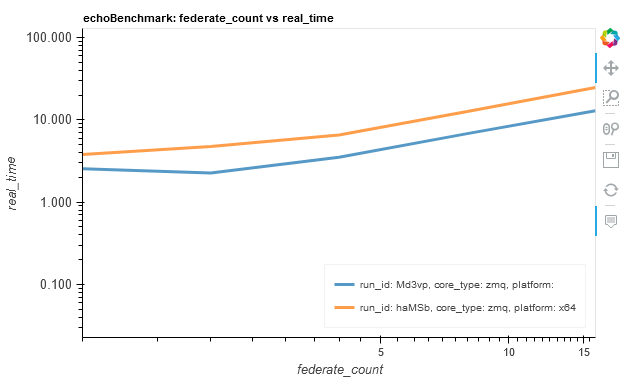 echoBenchmark: federate_count vs real_time
100.000
10.000
1.000
0.100
real_time
run_id: Md3vp, core_type: zmq, platform:
run_id: haMSb, core_type: zmq, platform: x64
5
10
15
federate_count